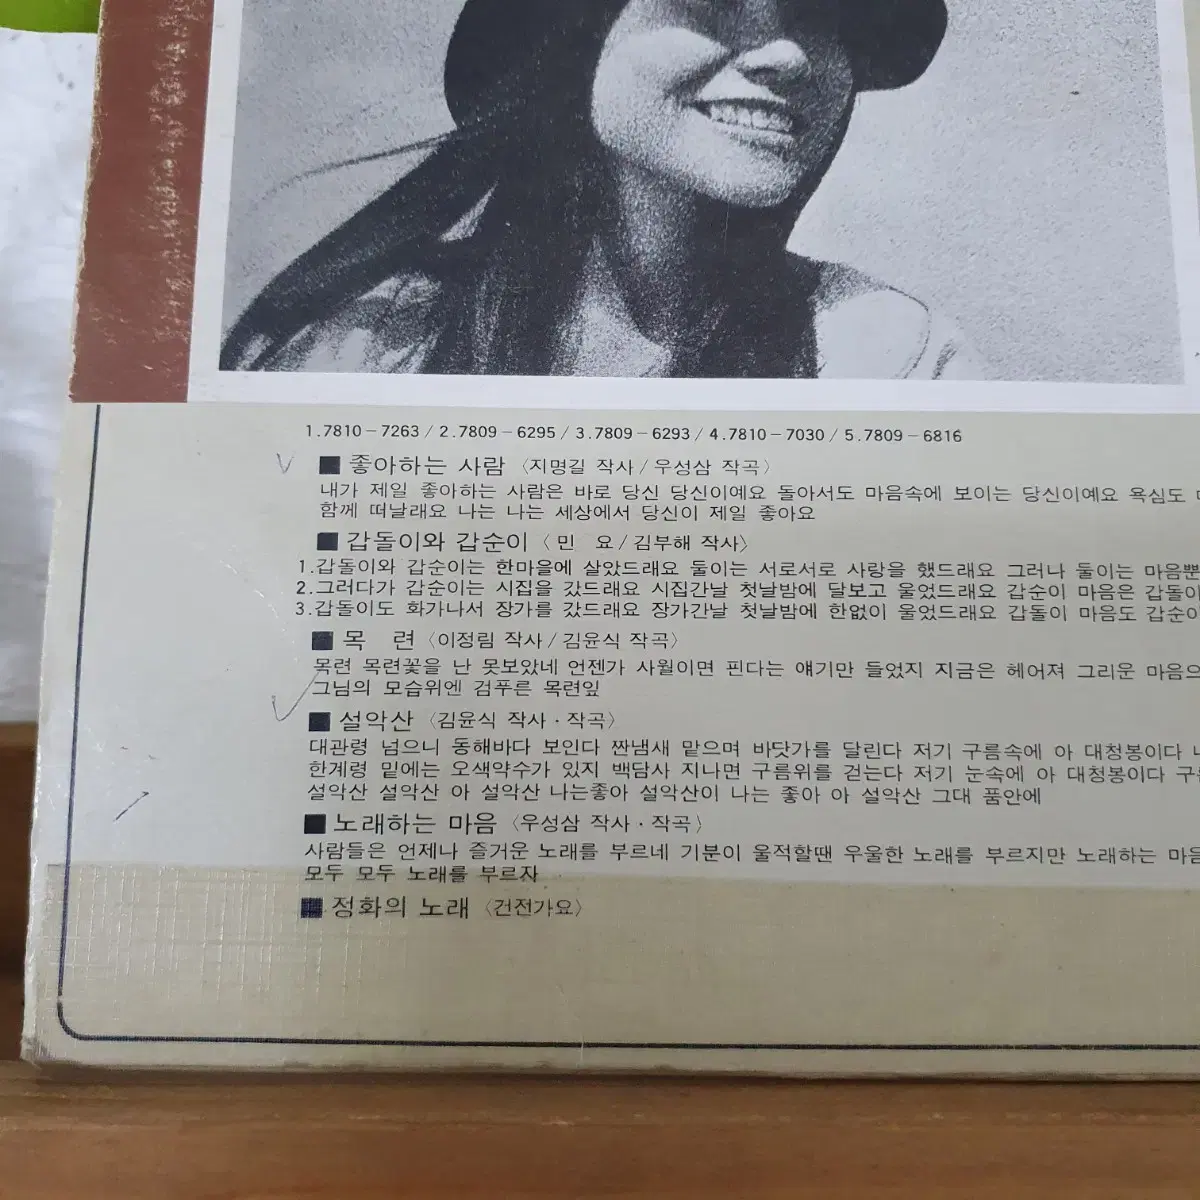 1.7810-7263/2.7809-6295/3.7809-6293/4.7810-7030/5.7809-6816
■ 좋아하는 사람 〈지명길 작사/우성삼 작곡〉
내가 제일 좋아하는 사람은 바로 당신 당신이예요 돌아서도 마음속에 보이는 당신이예요 욕심도
함께 떠날래요 나는 나는 세상에서 당신이 제일 좋아요
■ 갑돌이와 갑순이 〈민 요/김부해 작사〉
1.갑돌이와 갑순이는 한마을에 살았드래요 둘이는 서로서로 사랑을 했드래요 그러나 둘이는 마음뿐
2.그러다가 갑순이는 시집을 갔드래요 시집간날 첫날밤에 달보고 울었드래요 갑순이 마음은 갑돌이
3.갑돌이도 화가나서 장가를 갔드래요 장가간날 첫날밤에 한없이 울었드래요 갑돌이 마음도 갑순이
■ 목 련 〈이정림 작사/김윤식 작곡〉
목련 목련꽃을 난 못보았네 언젠가 사월이면 핀다는 얘기만 들었지 지금은 헤어져 그리운 마음으
그님의 모습위엔 검푸른 목련잎
■ 설악산 〈김윤식 작사·작곡〉
대관령 넘으니 동해바다 보인다 짠냄새 맡으며 바닷가를 달린다 저기 구름속에 아 대청봉이다
한계령 밑에는 오색약수가 있지 백담사 지나면 구름위를 걷는다 저기 눈속에 아 대청봉이다
설악산 설악산 아 설악산 나는좋아 설악산이 나는 좋아 아 설악산 그대 품안에
■ 노래하는 마음 〈우성삼 작사·작곡〉
사람들은 언제나 즐거운 노래를 부르네 기분이 울적할땐 우울한 노래를 부르지만 노래하는 마음
모두 모두 노래를 부르자
■ 정화의 노래 〈건전가요〉